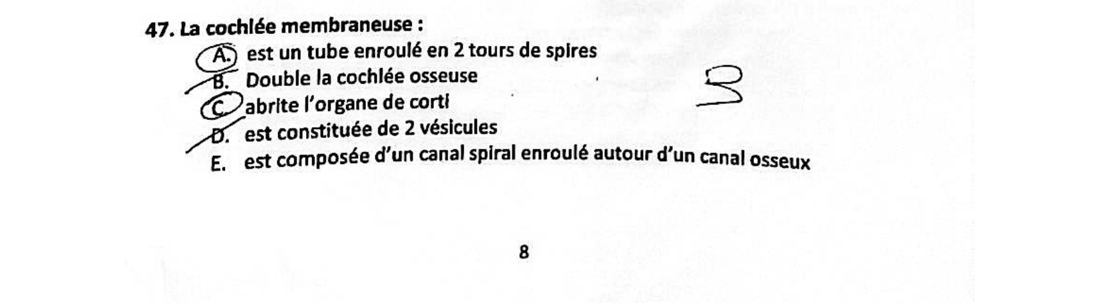 47. La cochlée membraneuse :
A. est un tube enroulé en 2 tours de spires
B. Double la cochlée osseuse
C. abrite l'organe de corti
D. est constituée de 2 vésicules
E. est composée d'un canal spiral enroulé autour d'un canal osseux
8